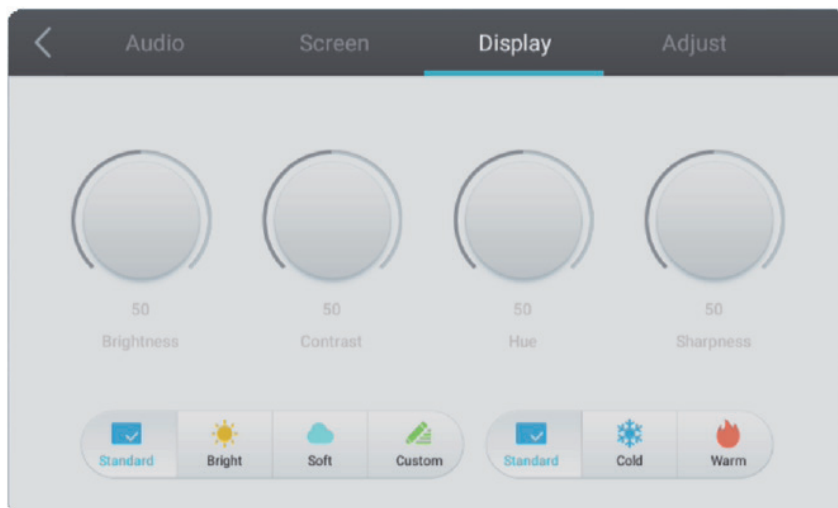 Audio Screen Display Adjust
50 50 50 50
Brightness Contrast Hue Sharpness
Standard Bright Soft Custom Standard Cold Warm